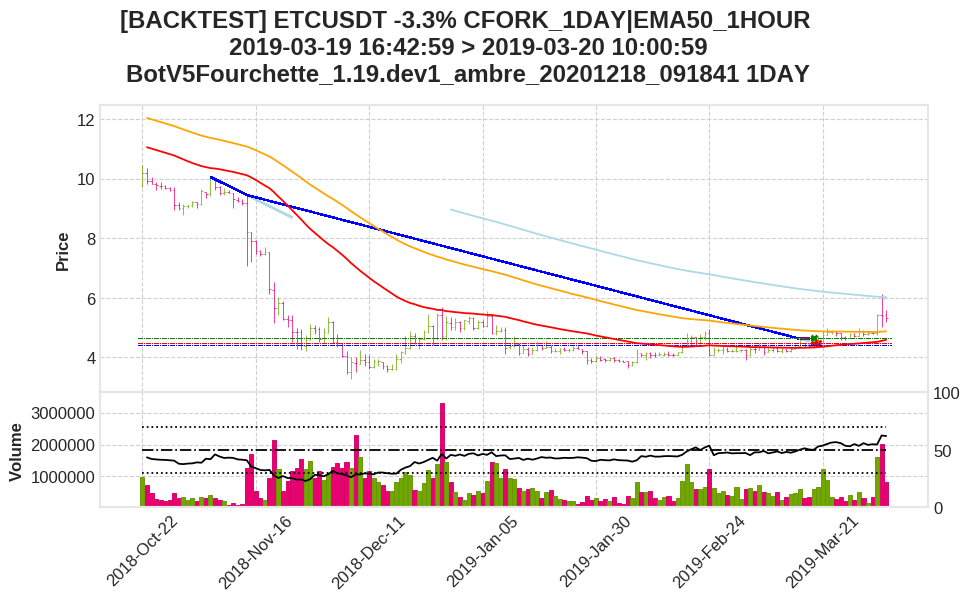 [BACKTEST] ETCUSDT -3.3% CFORK_1DAY|EMA50_1HOUR
2019-03-19 16:42:59 > 2019-03-20 10:00:59
BotV5Fourchette_1.19.dev1_ambre_20201218_091841 1DAY
12
10
8
6
4
Price
100
50
0
3000000
2000000
1000000
Volume
2018-Oct-22
2018-Nov-16
2018-Dec-11
2019-Jan-05
2019-Jan-30
2019-Feb-24
2019-Mar-21